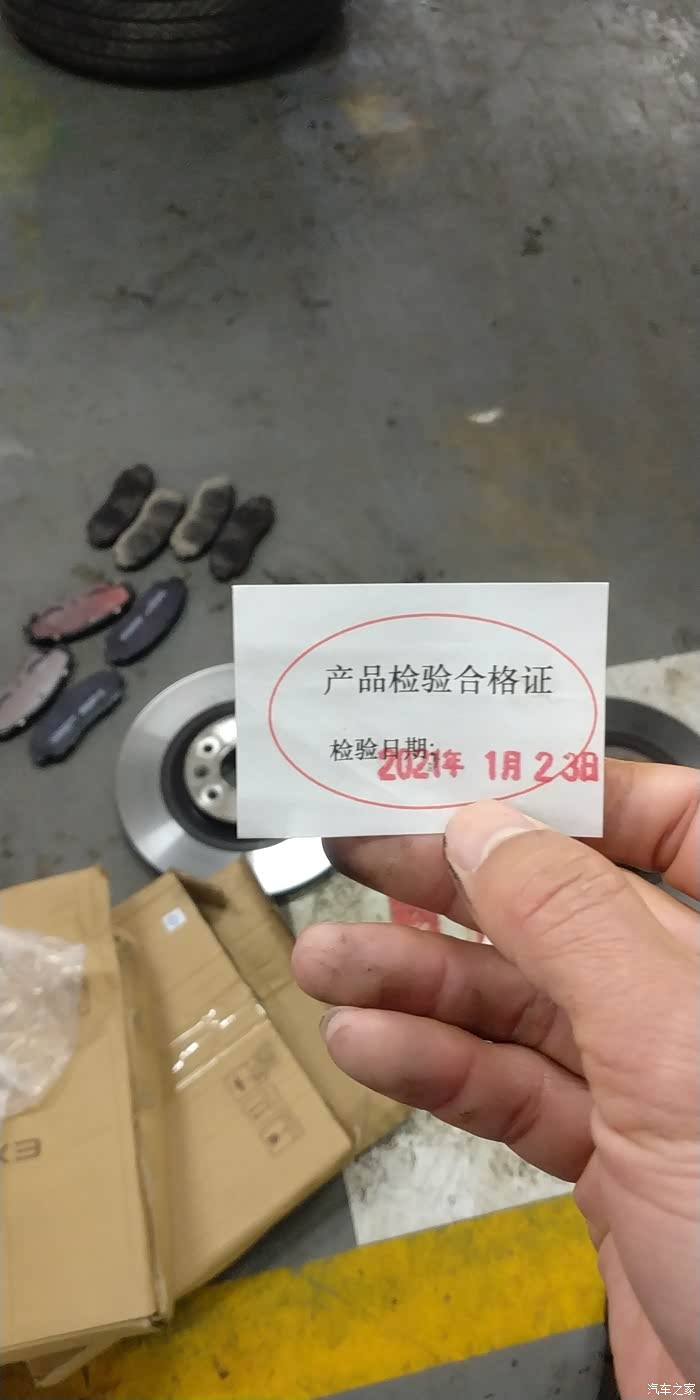 产品检验合格证
检验日期:
2021年 1月 23日
汽车之家